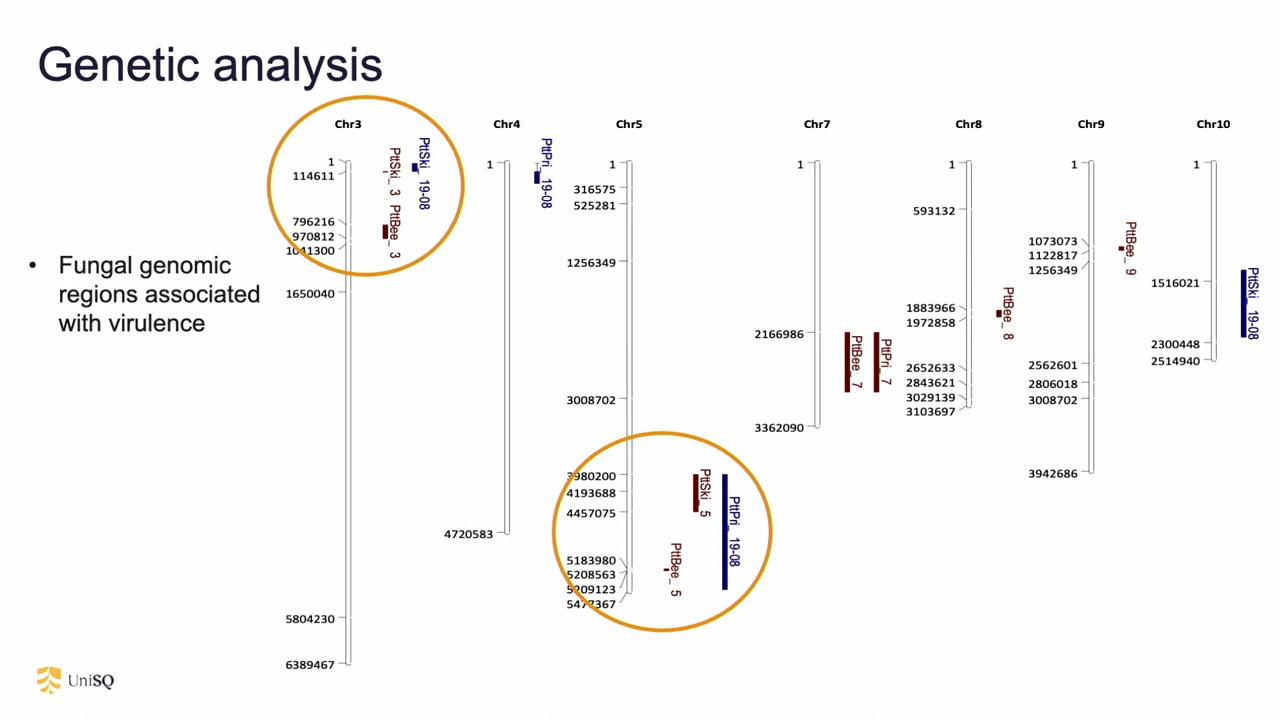 Genetic analysis
• Fungal genomic
regions associated
with virulence
Chr3
1
114611
796216
970812
1041300
1650040
5804230
6389467
PttSki_ 3
PttBee_ 3
PttSki_ 19-08
Chr4
1
4720583
PttPri_ 19-08
Chr5
1
316575
525281
1256349
3008702
3980200
4193688
4457075
5183980
5208563
5209123
5477367
PttSki_ 5
PttBee_ 5
PttPri_ 19-08
Chr7
1
2166986
3362090
PttBee_ 7
PttPri_ 7
Chr8
1
593132
1883966
1972858
2652633
2843621
3029139
3103697
PttBee_ 8
Chr9
1
1073073
1122817
1256349
2562601
2806018
3008702
3942686
PttBee_ 9
Chr10
1
1516021
2300448
2514940
PttSki_ 19-08
UniSQ